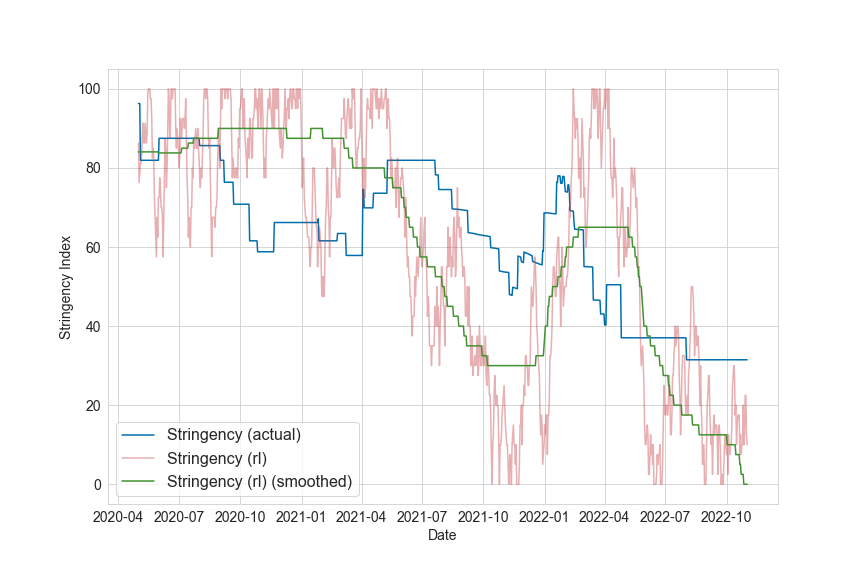 100
80
60
40
20
0
Stringency Index
Stringency (actual)
Stringency (rl)
Stringency (rl) (smoothed)
2020-04 2020-07 2020-10 2021-01 2021-04 2021-07 2021-10 2022-01 2022-04 2022-07 2022-10
Date